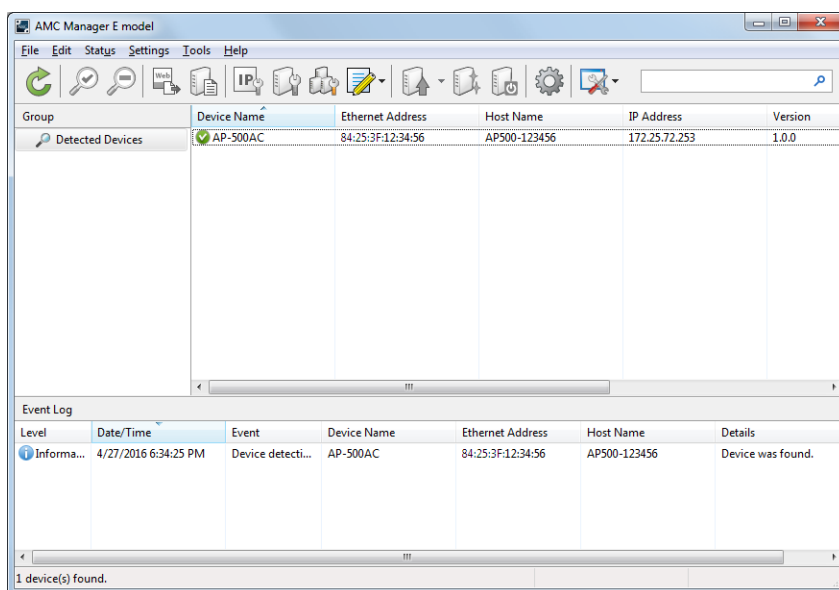 AMC Manager E model
File Edit Status Settings Tools Help
Web IP
Group Device Name Ethernet Address Host Name IP Address Version
Detected Devices AP-500AC 84:25:3F:12:34:56 AP500-123456 172.25.72.253 1.0.0
Event Log
Level Date/Time Event Device Name Ethernet Address Host Name Details
Informa... 4/27/2016 6:34:25 PM Device detecti... AP-500AC 84:25:3F:12:34:56 AP500-123456 Device was found.
1 device(s) found.